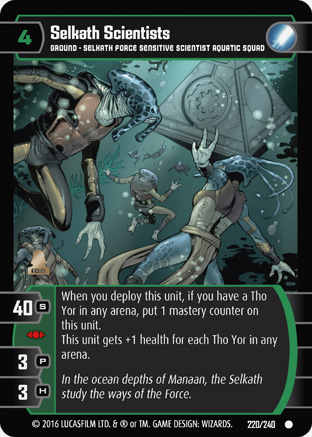 4
Selkath Scientists
GROUND - SELKATH FORCE SENSITIVE SCIENTIST AQUATIC SQUAD
40 S
3 P
3 H
When you deploy this unit, if you have a Tho
Yor in any arena, put 1 mastery counter on
this unit.
This unit gets +1 health for each Tho Yor in any
arena.
In the ocean depths of Manaan, the Selkath
study the ways of the Force.
© 2016 LUCASFILM LTD. & ® or TM. GAME DESIGN: WIZARDS.
220/240